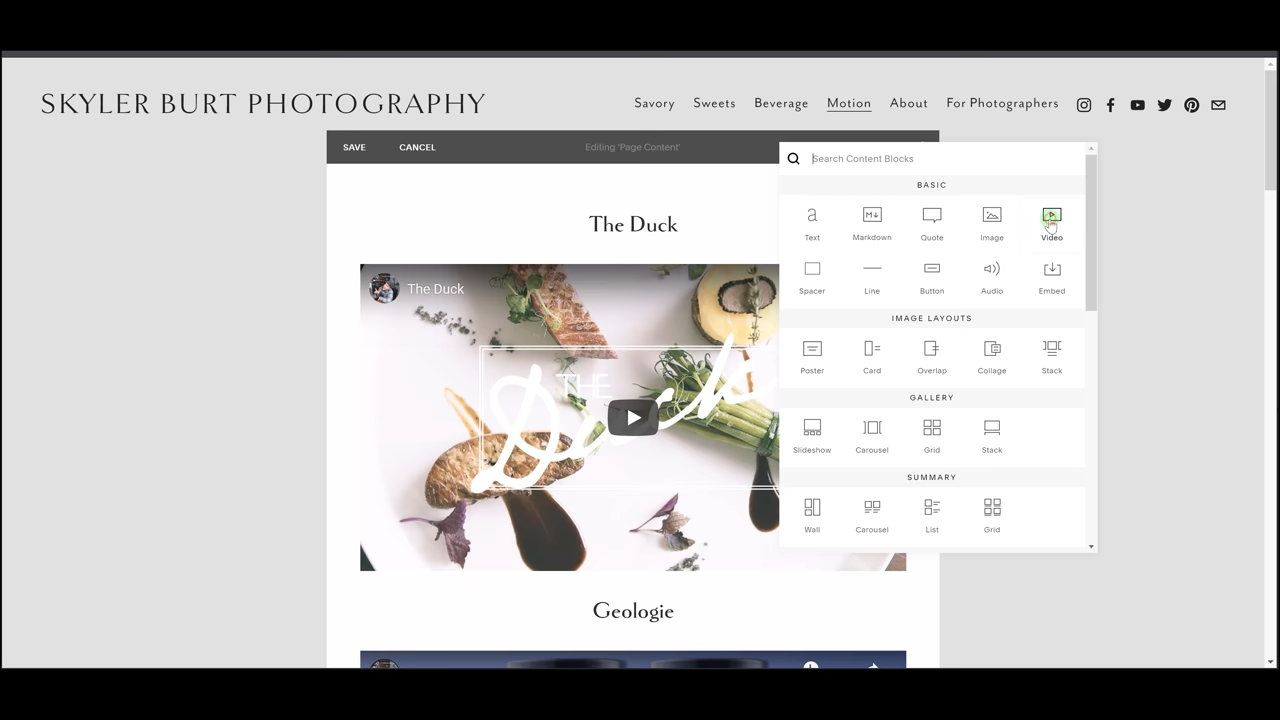 SKYLER BURT PHOTOGRAPHY
Savory Sweets Beverage Motion About For Photographers
SAVE CANCEL Editing 'Page Content'
Search Content Blocks
BASIC
Text Markdown Quote Image Video
Spacer Line Button Audio Embed
IMAGE LAYOUTS
Poster Card Overlap Collage Stack
GALLERY
Slideshow Carousel Grid Stack
SUMMARY
Wall Carousel List Grid
The Duck
The Duck
THE
Duck
Geologie